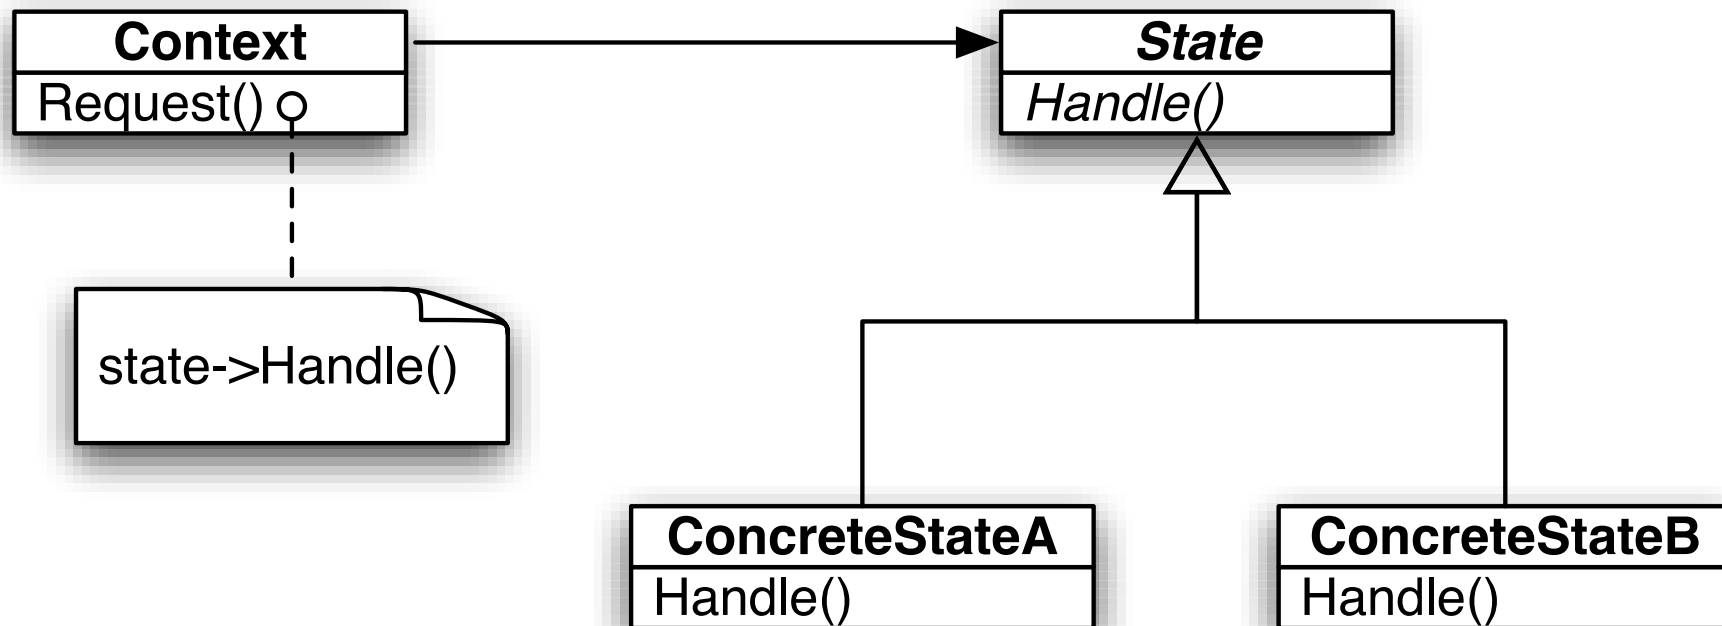 Context
Request()
State
Handle()
state->Handle()
ConcreteStateA
Handle()
ConcreteStateB
Handle()